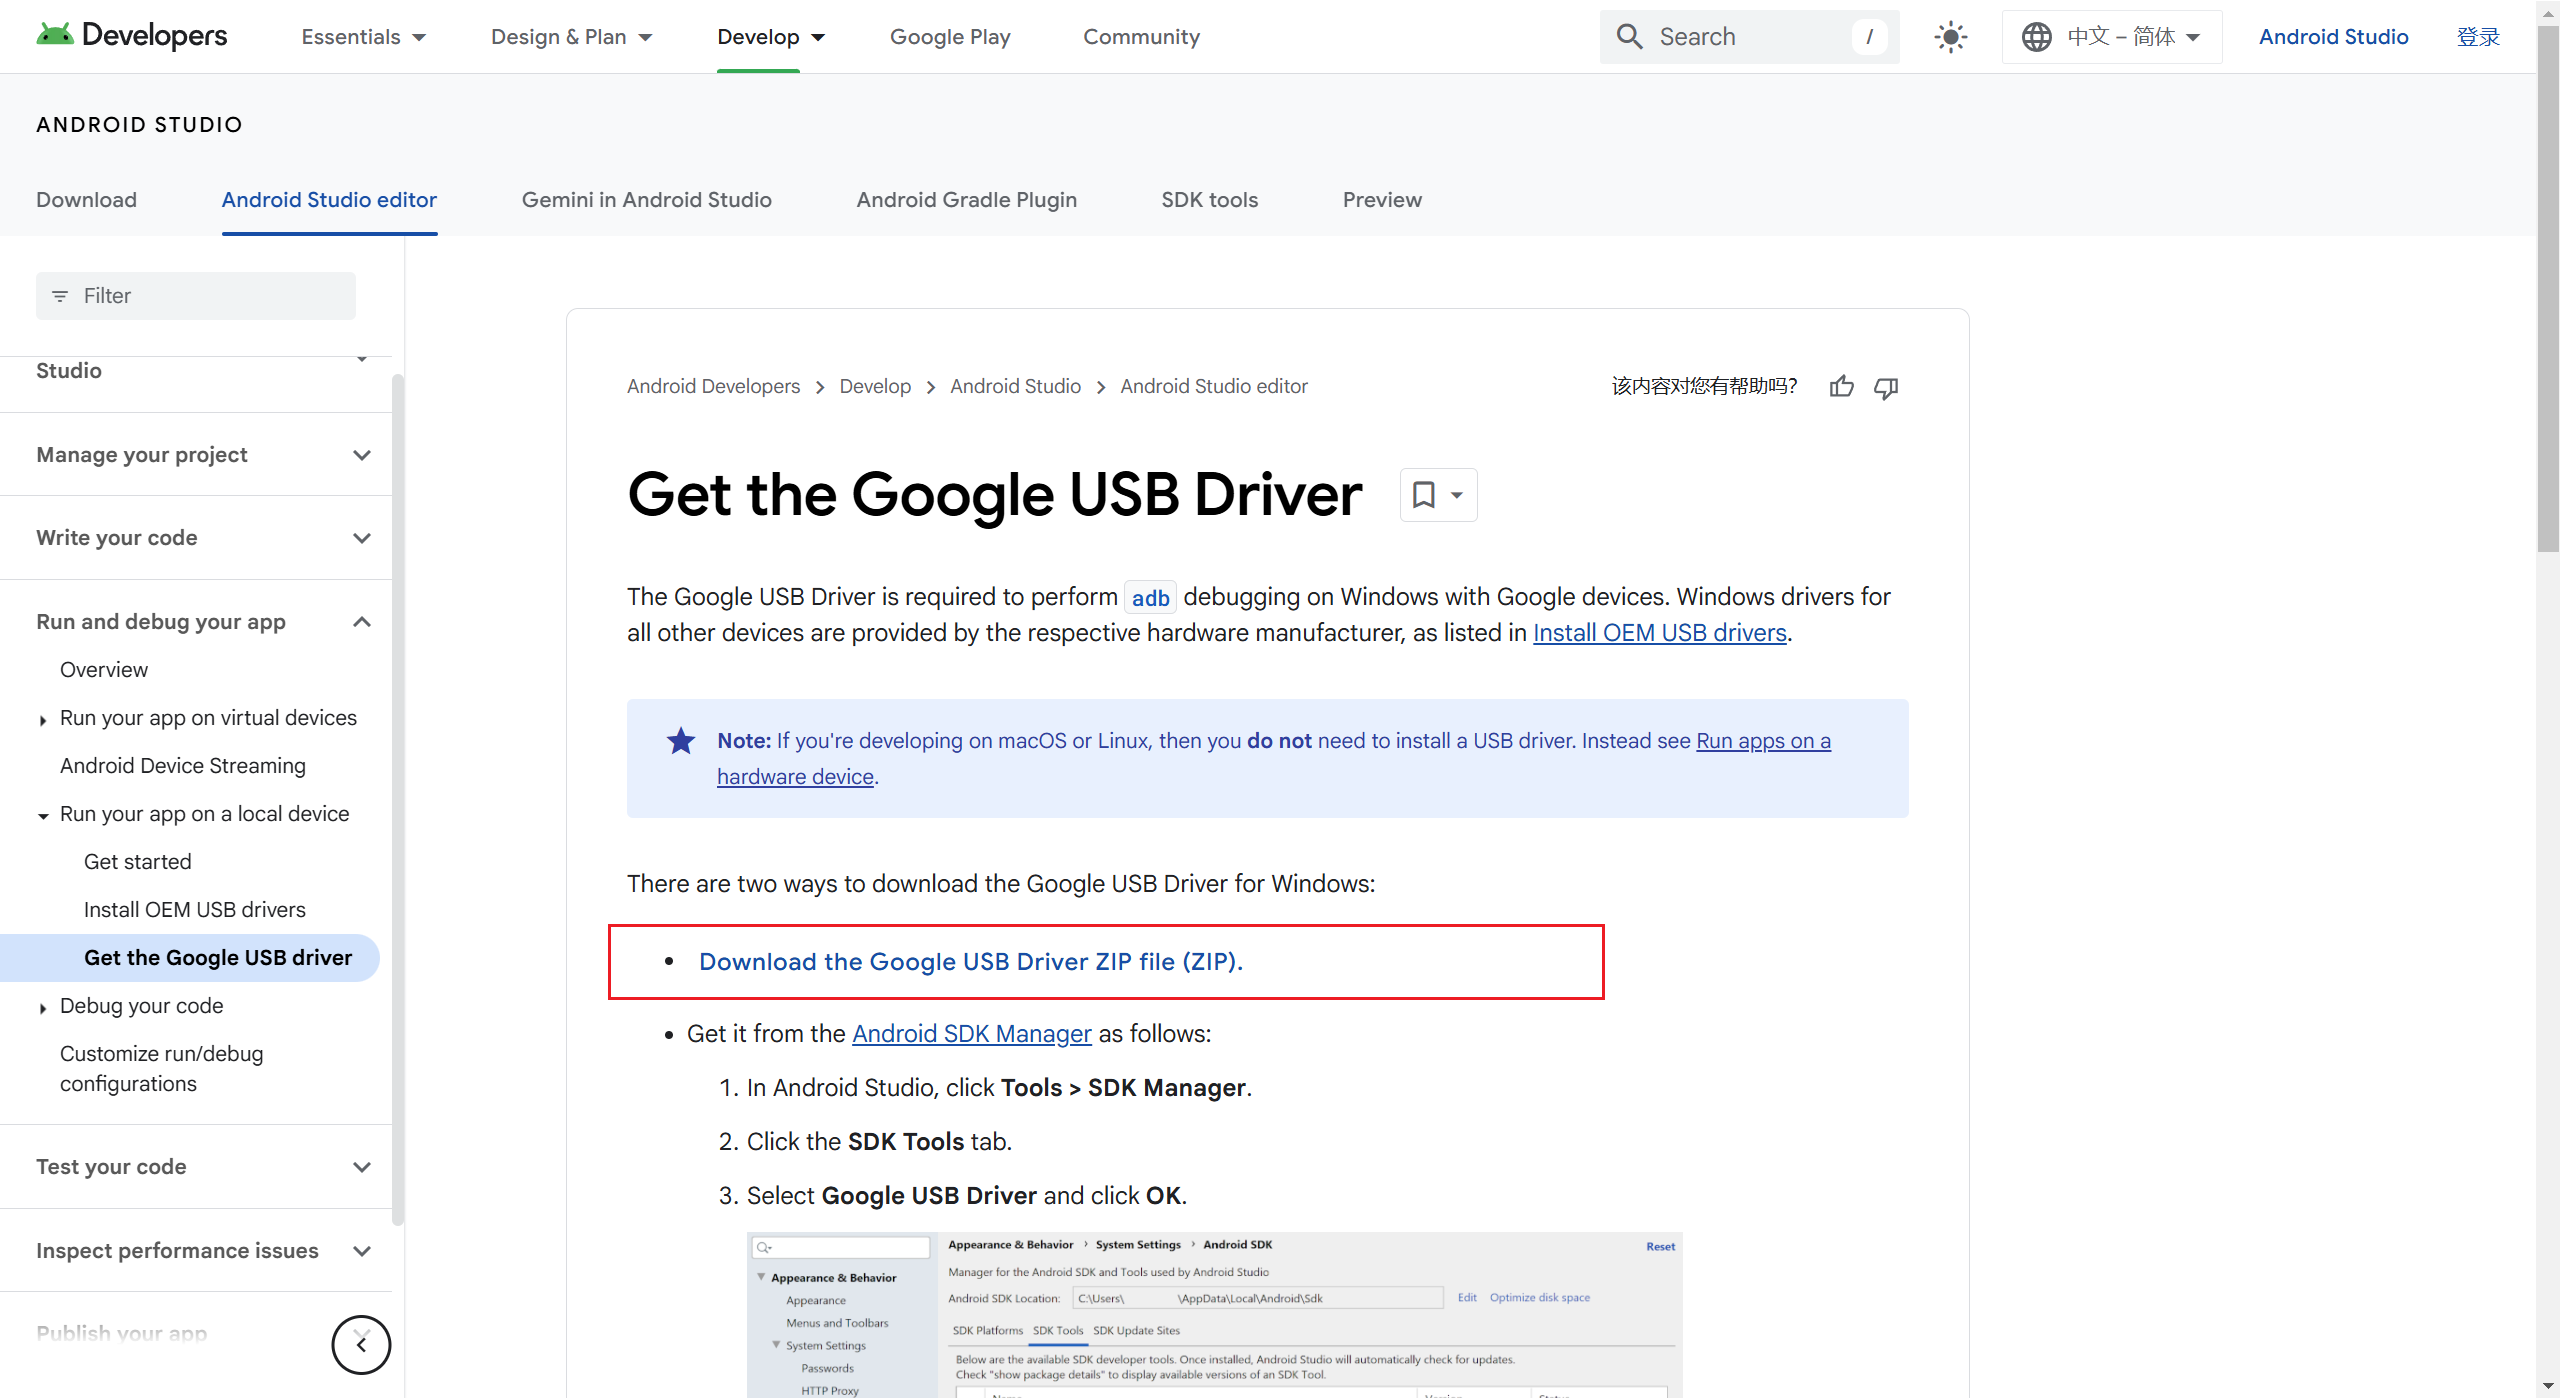 Developers
Essentials
Design & Plan
Develop
Google Play
Community
Search
/
中文 – 简体
Android Studio
登录
ANDROID STUDIO
Download
Android Studio editor
Gemini in Android Studio
Android Gradle Plugin
SDK tools
Preview
Filter
Studio
Manage your project
Write your code
Run and debug your app
Overview
Run your app on virtual devices
Android Device Streaming
Run your app on a local device
Get started
Install OEM USB drivers
Get the Google USB driver
Debug your code
Customize run/debug
configurations
Test your code
Inspect performance issues
Publish your app
Android Developers > Develop > Android Studio > Android Studio editor
该内容对您有帮助吗?
Get the Google USB Driver
The Google USB Driver is required to perform adb debugging on Windows with Google devices. Windows drivers for
all other devices are provided by the respective hardware manufacturer, as listed in Install OEM USB drivers.
Note: If you're developing on macOS or Linux, then you do not need to install a USB driver. Instead see Run apps on a
hardware device.
There are two ways to download the Google USB Driver for Windows:
• Download the Google USB Driver ZIP file (ZIP).
• Get it from the Android SDK Manager as follows:
1. In Android Studio, click Tools > SDK Manager.
2. Click the SDK Tools tab.
3. Select Google USB Driver and click OK.
Appearance & Behavior
Appearance
Menus and Toolbars
System Settings
Passwords
HTTP Proxy
Appearance & Behavior › System Settings › Android SDK
Reset
Manager for the Android SDK and Tools used by Android Studio
Android SDK Location: C:\Users\ \AppData\Local\Android\Sdk Edit Optimize disk space
SDK Platforms SDK Tools SDK Update Sites
Below are the available SDK developer tools. Once installed, Android Studio will automatically check for updates.
Check "show package details" to display available versions of an SDK Tool.